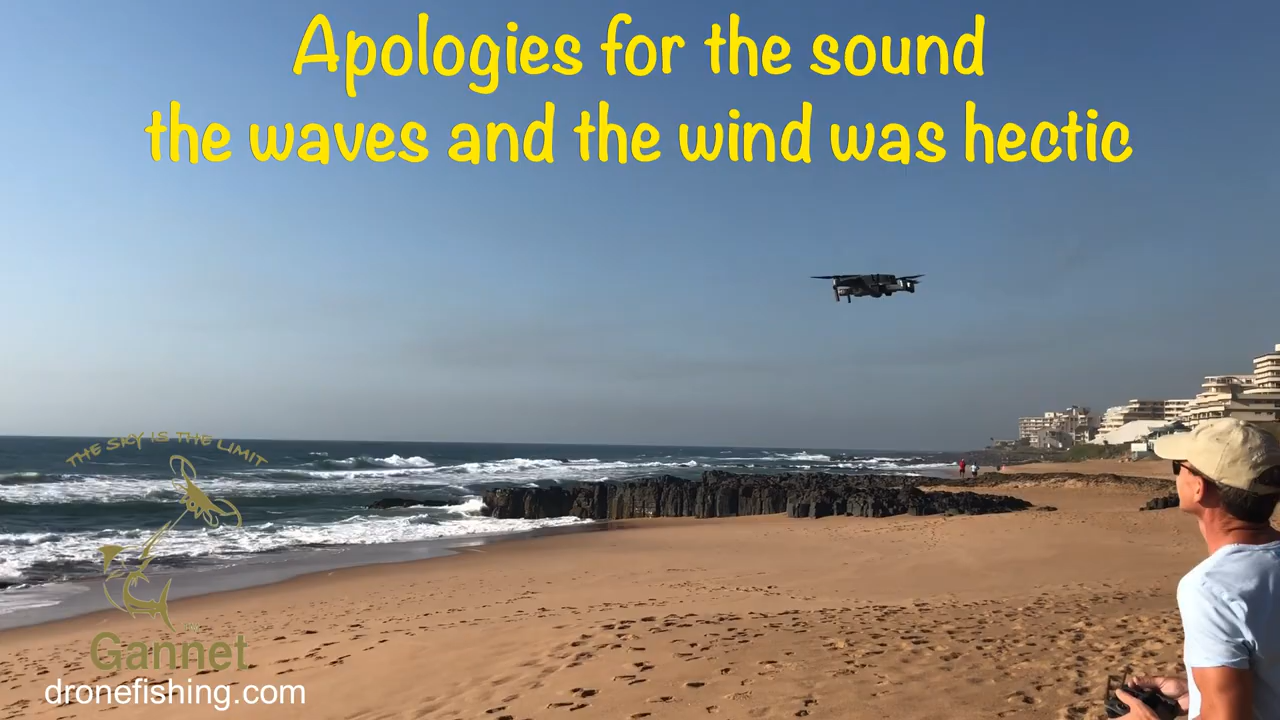 Apologies for the sound
the waves and the wind was hectic
THE SKY IS THE LIMIT
Gannet
dronefishing.com